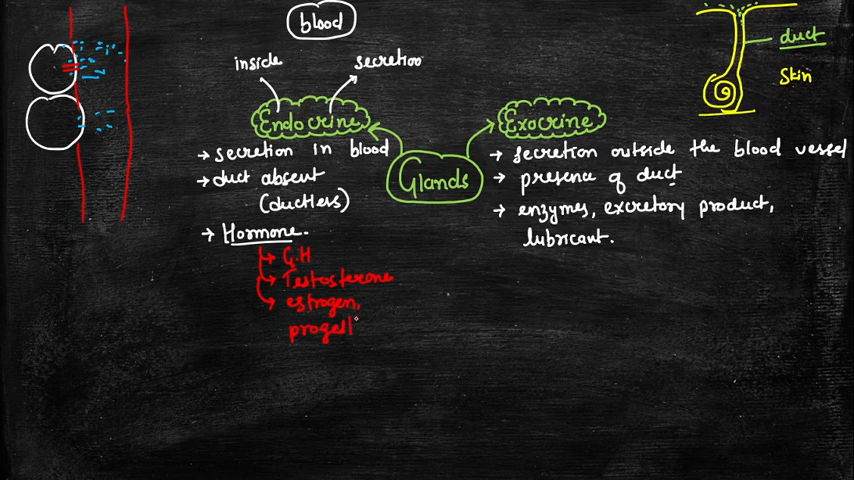 blood
inside
secretion
Endocrine
→ secretion in blood
→ duct absent
(ductless)
→ Hormone.
→ G.H
→ Testosterone
→ estrogen,
Glands
Exocrine
→ secretion outside the blood vessel
→ presence of duct
→ enzymes, excretory product,
lubricant.
duct
Skin